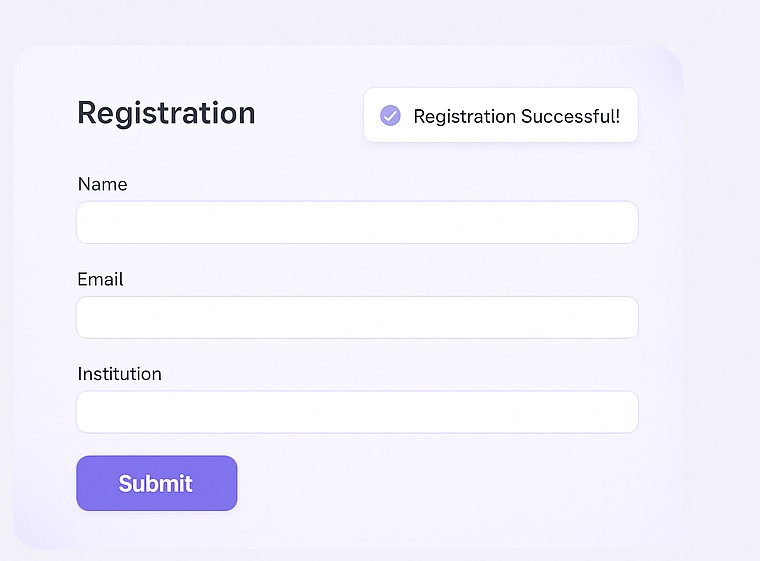 Registration
Registration Successful!
Name
Email
Institution
Submit